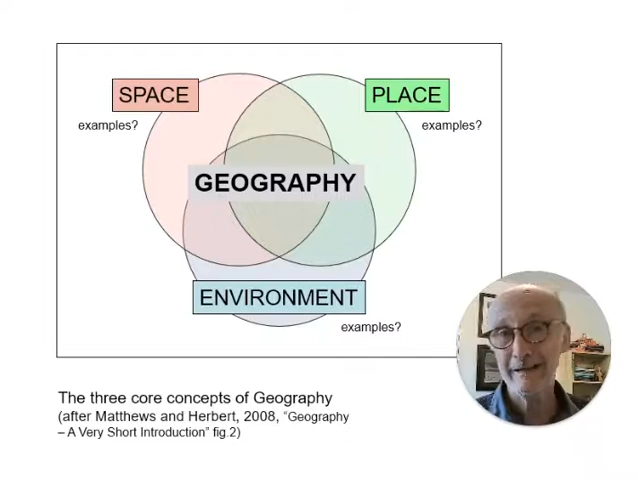 SPACE
PLACE
examples?
examples?
GEOGRAPHY
ENVIRONMENT
examples?
The three core concepts of Geography
(after Matthews and Herbert, 2008, "Geography
– A Very Short Introduction" fig.2)